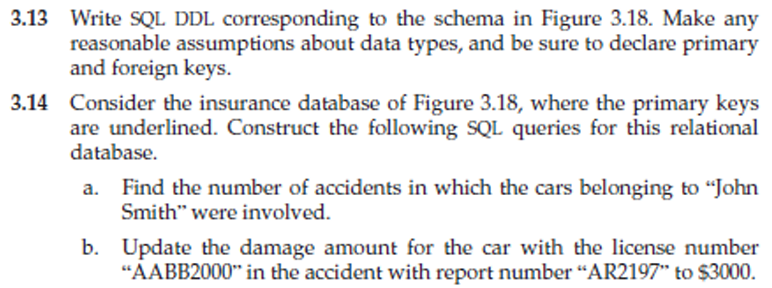 3.13 Write SQL DDL corresponding to the schema in Figure 3.18. Make any
reasonable assumptions about data types, and be sure to declare primary
and foreign keys.
3.14 Consider the insurance database of Figure 3.18, where the primary keys
are underlined. Construct the following SQL queries for this relational
database.
a. Find the number of accidents in which the cars belonging to “John
Smith” were involved.
b. Update the damage amount for the car with the license number
“AABB2000” in the accident with report number “AR2197” to $3000.